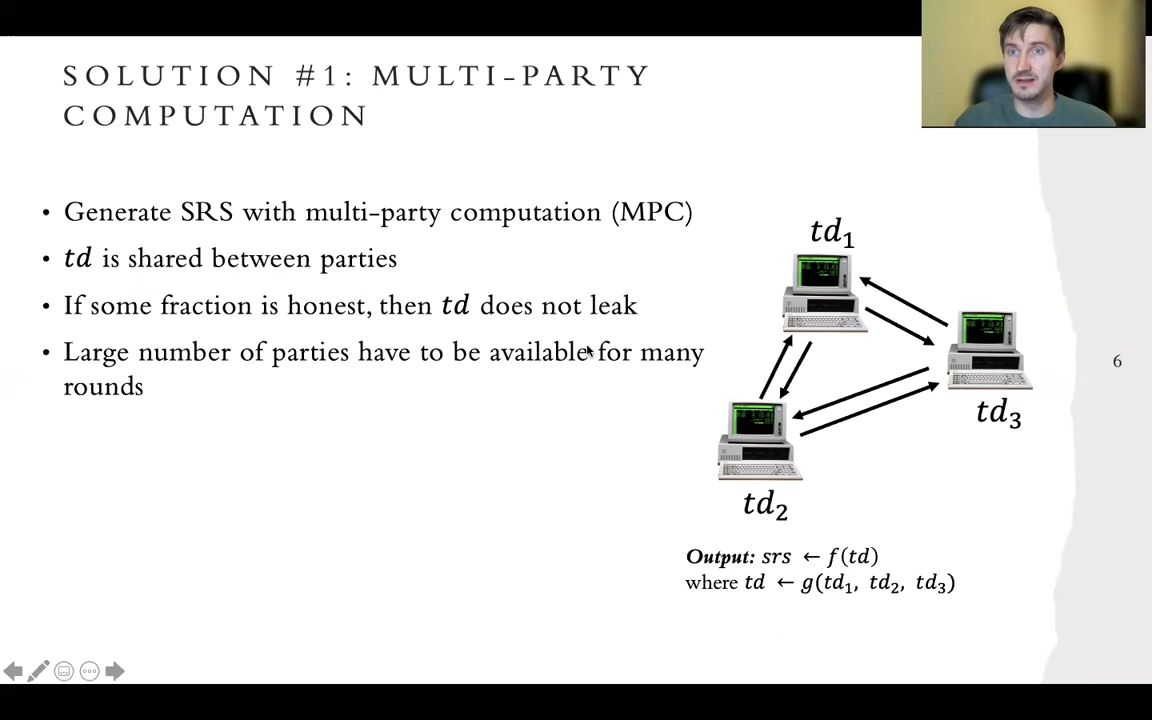 SOLUTION #1: MULTI-PARTY
COMPUTATION
• Generate SRS with multi-party computation (MPC)
• td is shared between parties
• If some fraction is honest, then td does not leak
• Large number of parties have to be available for many
rounds
td₁
td₃
td₂
Output: srs ← f(td)
where td ← g(td₁, td₂, td₃)
6